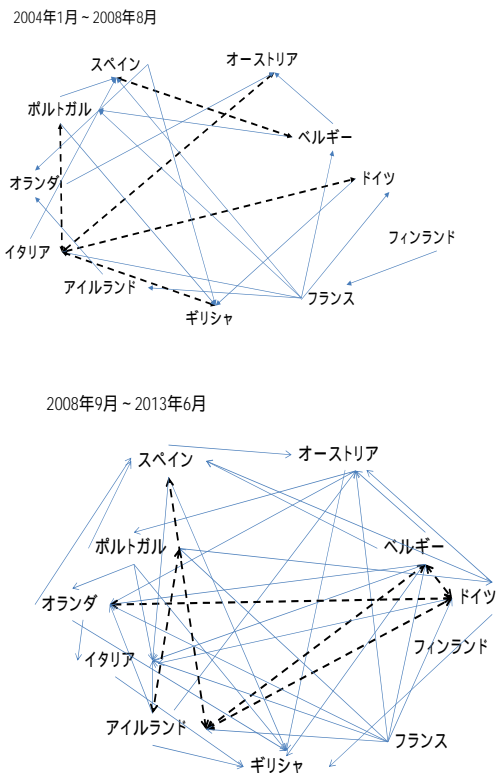 2004年1月～2008年8月
スペイン
オーストリア
ポルトガル
ベルギー
オランダ
ドイツ
イタリア
フィンランド
アイルランド
フランス
ギリシャ
2008年9月～2013年6月
スペイン
オーストリア
ポルトガル
ベルギー
オランダ
ドイツ
イタリア
フィンランド
アイルランド
フランス
ギリシャ